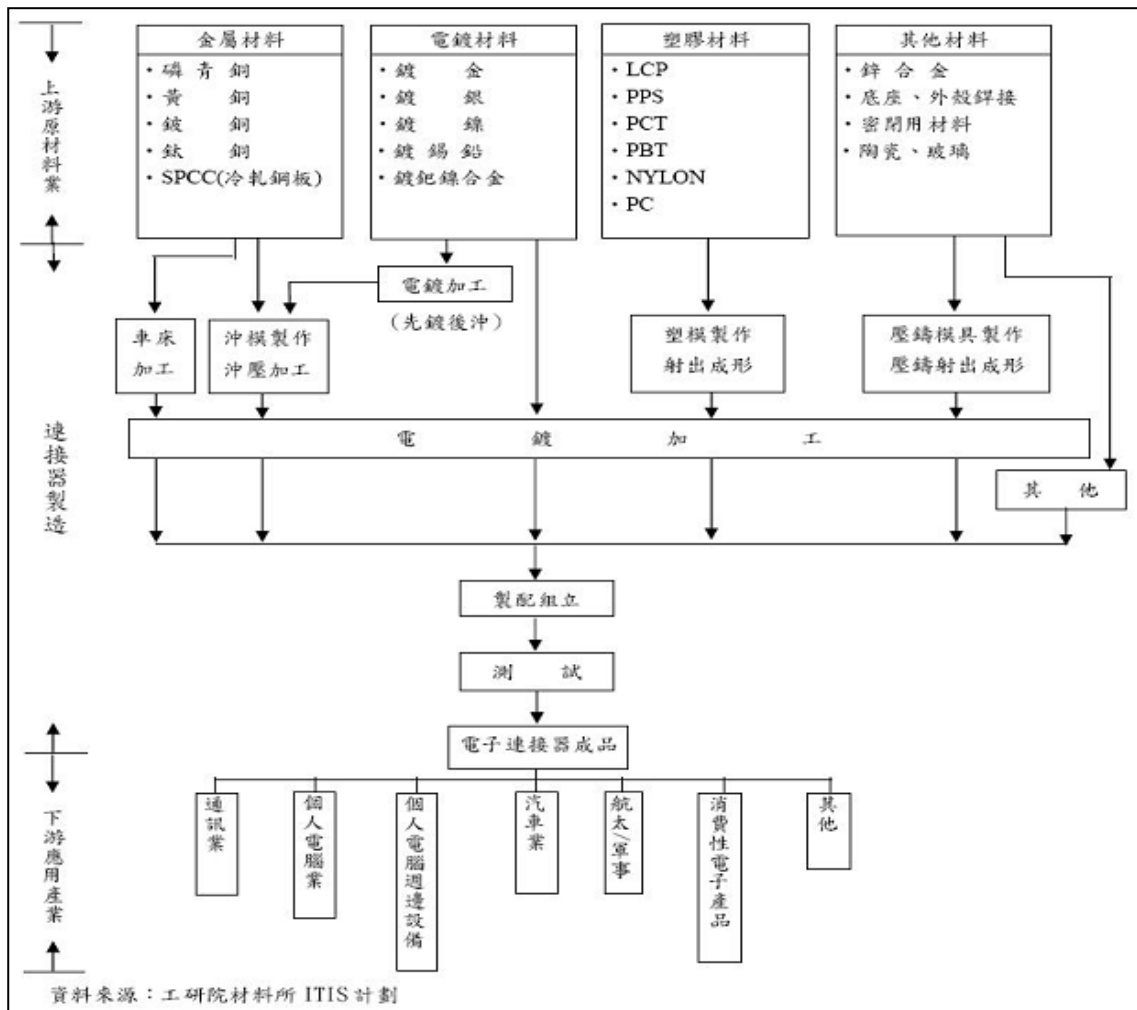 上游原材料業
金屬材料
・磷青銅
・黃銅
・鈹銅
・鈦銅
・SPCC(冷軋鋼板)
電鍍材料
・鍍金
・鍍銀
・鍍鎳
・鍍錫鉛
・鍍鈀鎳合金
塑膠材料
・LCP
・PPS
・PCT
・PBT
・NYLON
・PC
其他材料
・鋅合金
・底座、外殼銲接
・密閉用材料
・陶瓷、玻璃
連接器製造
電鍍加工
(先鍍後沖)
車床
加工
沖模製作
沖壓加工
塑模製作
射出成形
壓鑄模具製作
壓鑄射出成形
電鍍加工
其他
製配組立
測試
電子連接器成品
下游應用產業
通訊業
個人電腦業
個人電腦週邊設備
汽車業
航太/軍事
消費性電子產品
其他
資料來源：工研院材料所 ITIS 計劃